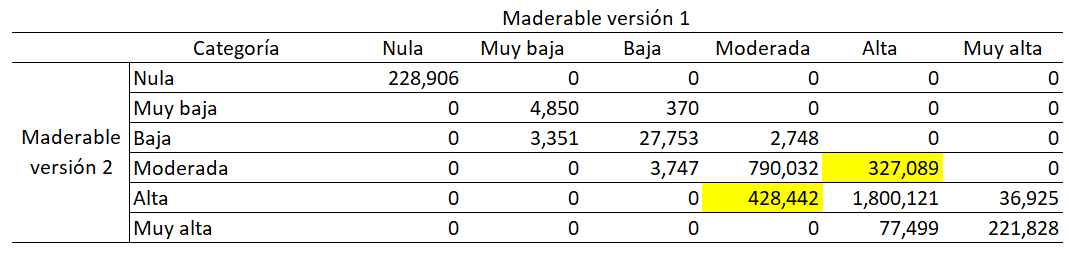 Maderable versión 1
Categoría Nula Muy baja Baja Moderada Alta Muy alta
Maderable versión 2
Nula 228,906 0 0 0 0 0
Muy baja 0 4,850 370 0 0 0
Baja 0 3,351 27,753 2,748 0 0
Moderada 0 0 3,747 790,032 327,089 0
Alta 0 0 0 428,442 1,800,121 36,925
Muy alta 0 0 0 0 77,499 221,828